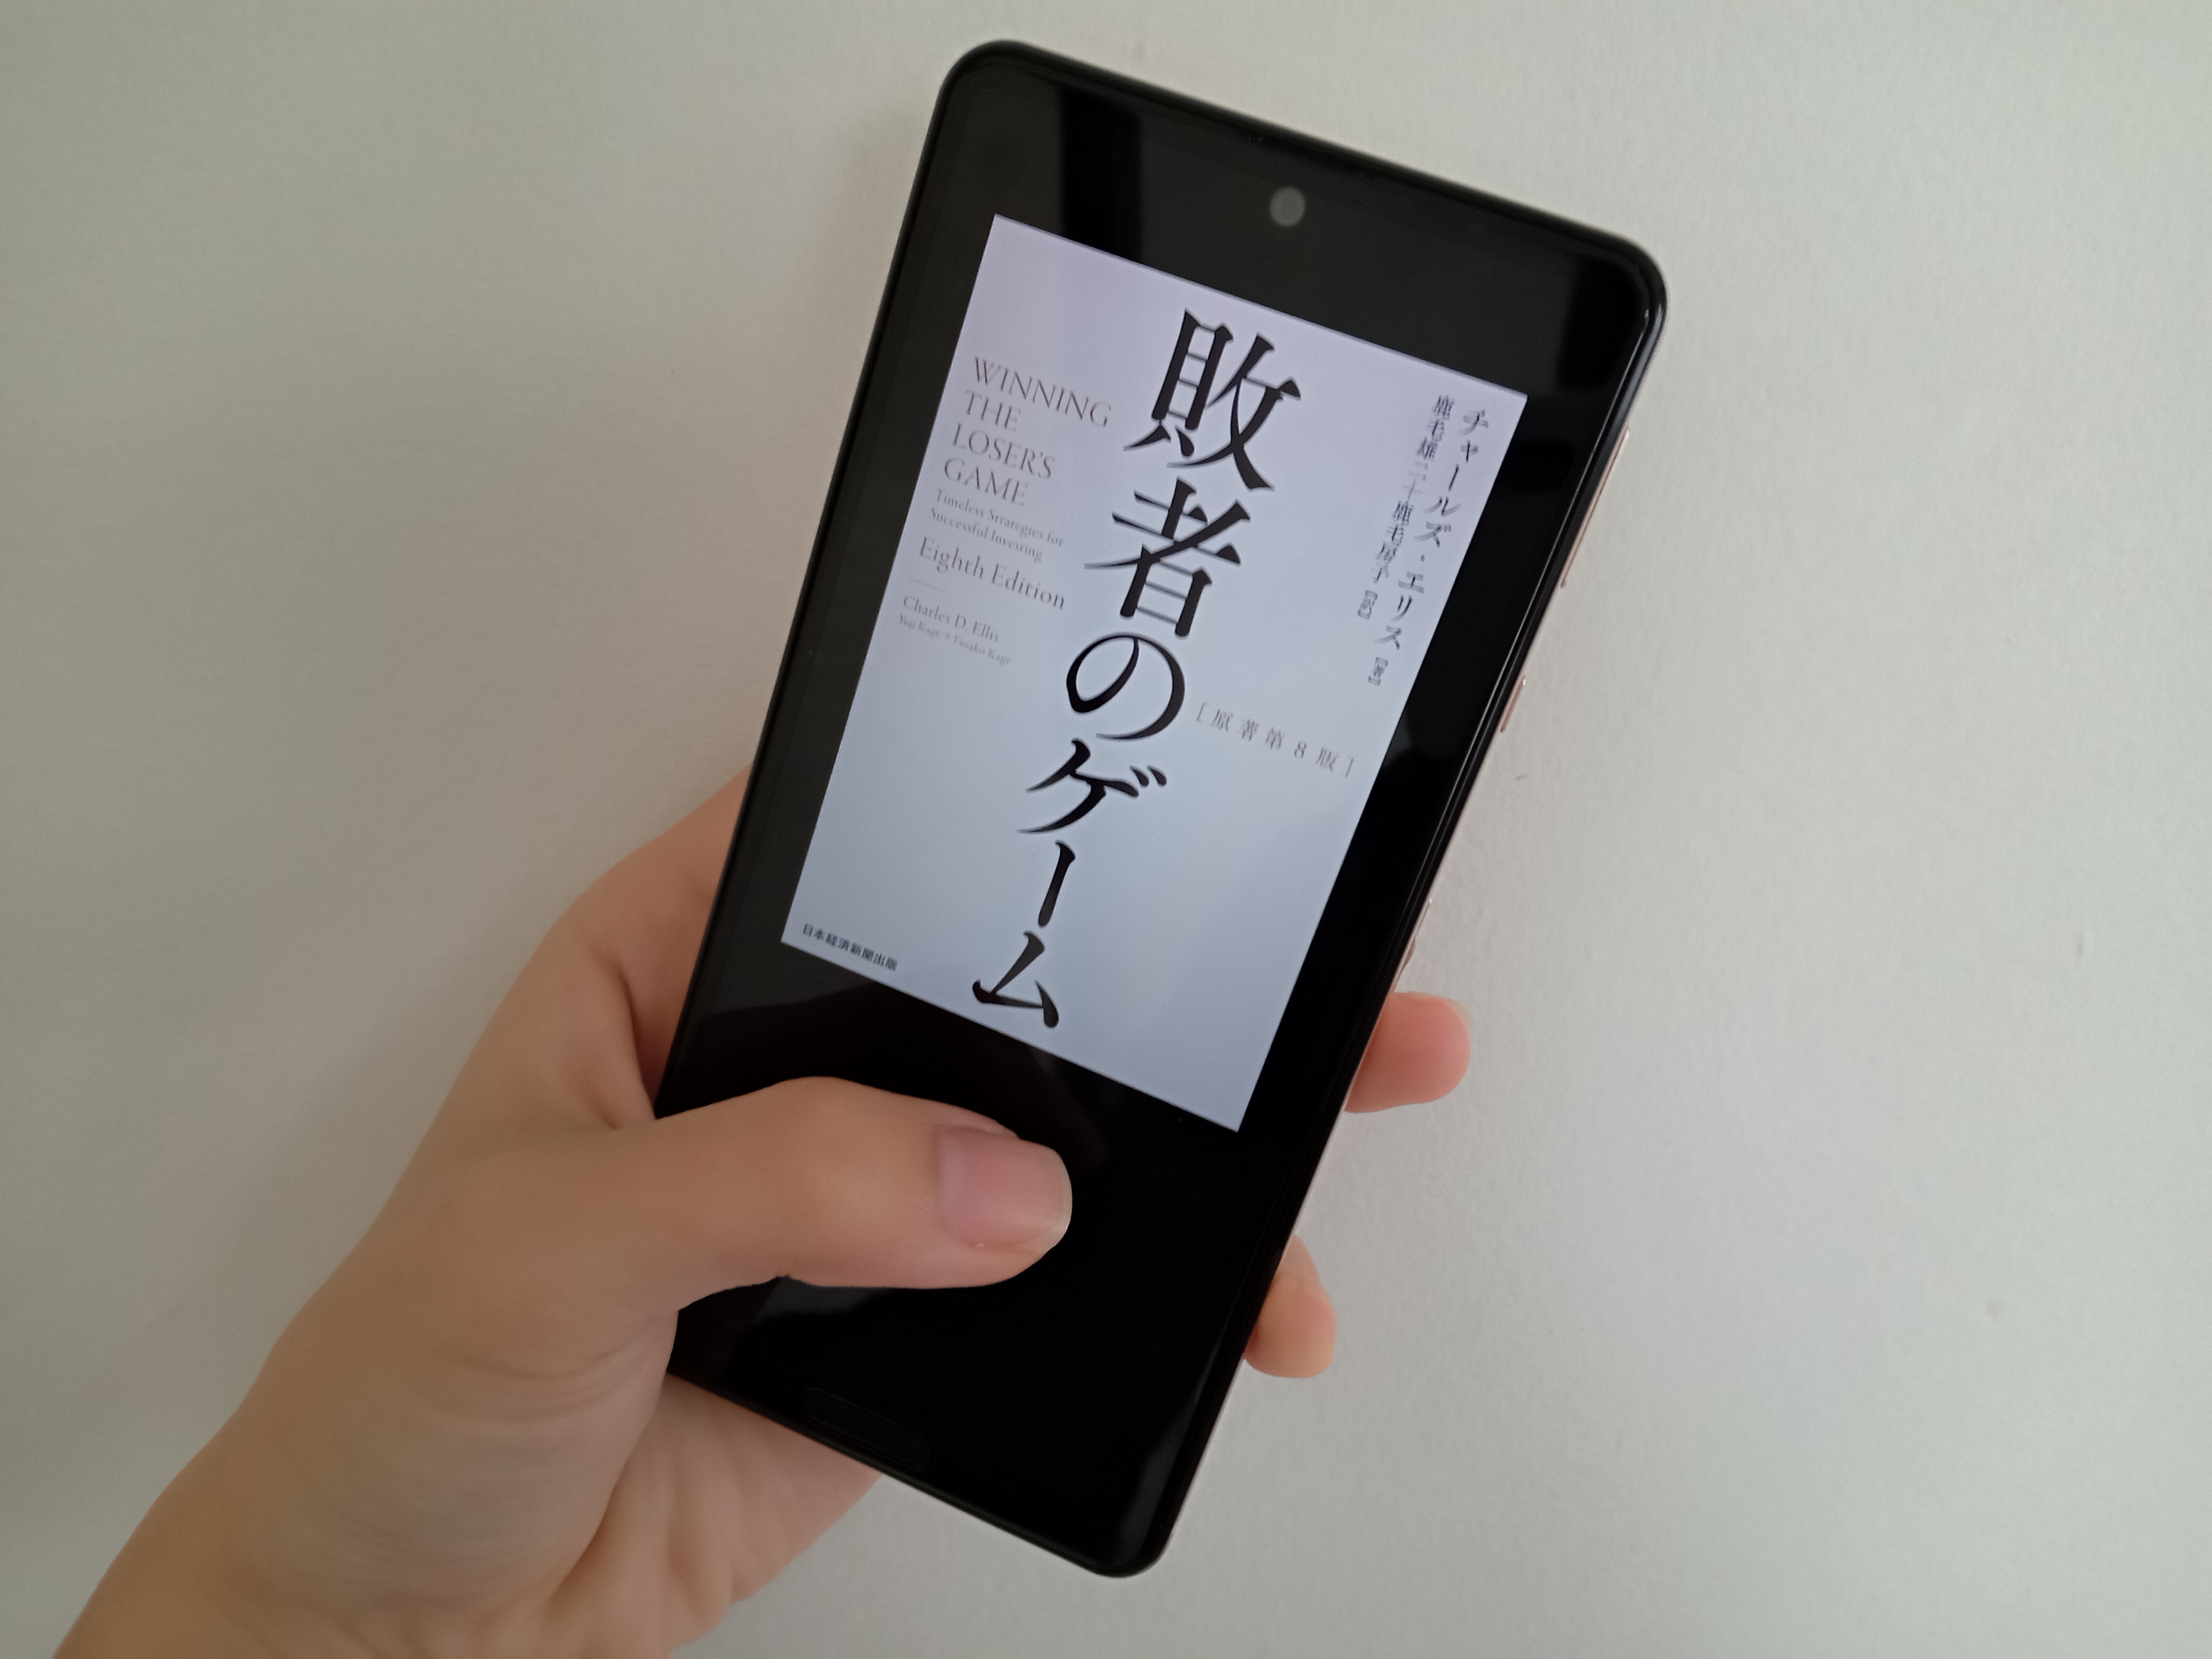 チャールズ・エリス [著]
鹿毛雄二+鹿毛房子 [訳]
敗者のゲーム
[原著第8版]
WINNING
THE
LOSER'S
GAME
Timeless Strategies for
Successful Investing
Eighth Edition
Charles D. Ellis
Yuji Kage + Fusako Kage
日本経済新聞出版